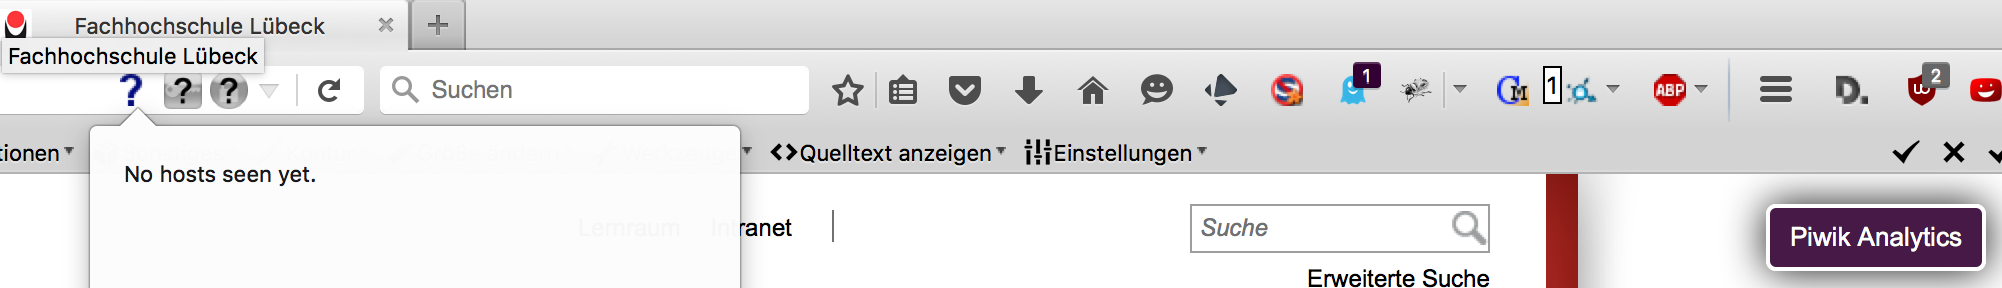 Fachhochschule Lübeck
Fachhochschule Lübeck
? ? ? Suchen 1 GM 1 ABP D. 2
tionen Quelltext anzeigen Einstellungen
No hosts seen yet.
Lernraum Intranet Suche Piwik Analytics
Erweiterte Suche